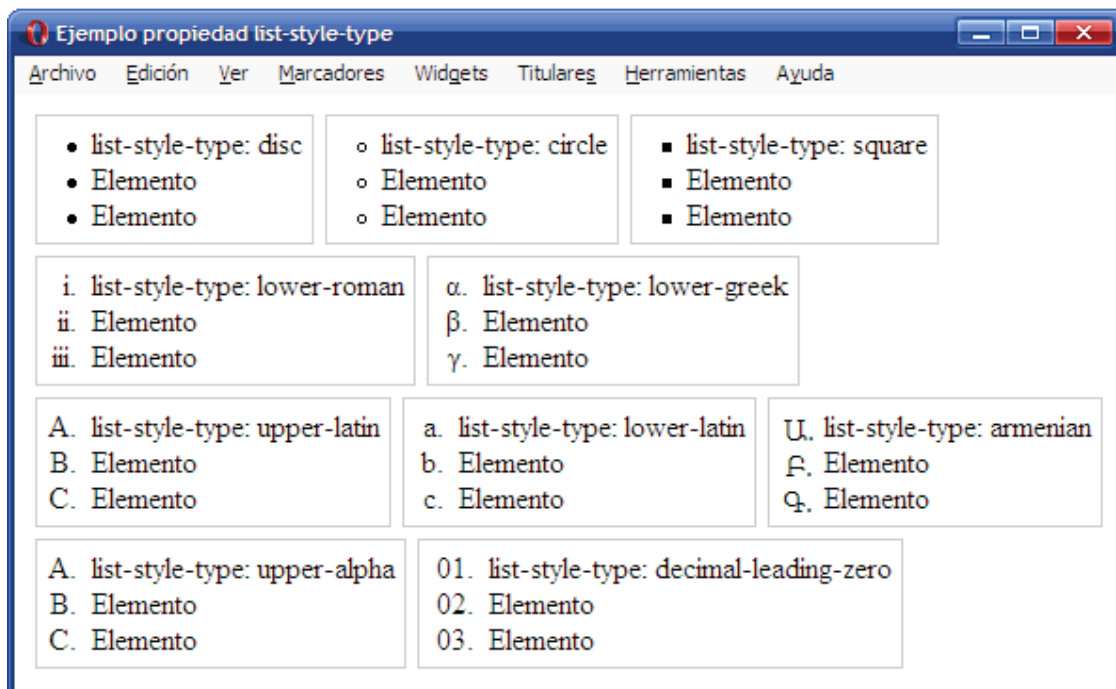 Ejemplo propiedad list-style-type
Archivo Edición Ver Marcadores Widgets Titulares Herramientas Ayuda
• list-style-type: disc
• Elemento
• Elemento
◦ list-style-type: circle
◦ Elemento
◦ Elemento
▪ list-style-type: square
▪ Elemento
▪ Elemento
i. list-style-type: lower-roman
ii. Elemento
iii. Elemento
α. list-style-type: lower-greek
β. Elemento
γ. Elemento
A. list-style-type: upper-latin
B. Elemento
C. Elemento
a. list-style-type: lower-latin
b. Elemento
c. Elemento
Ա. list-style-type: armenian
Բ. Elemento
Գ. Elemento
A. list-style-type: upper-alpha
B. Elemento
C. Elemento
01. list-style-type: decimal-leading-zero
02. Elemento
03. Elemento